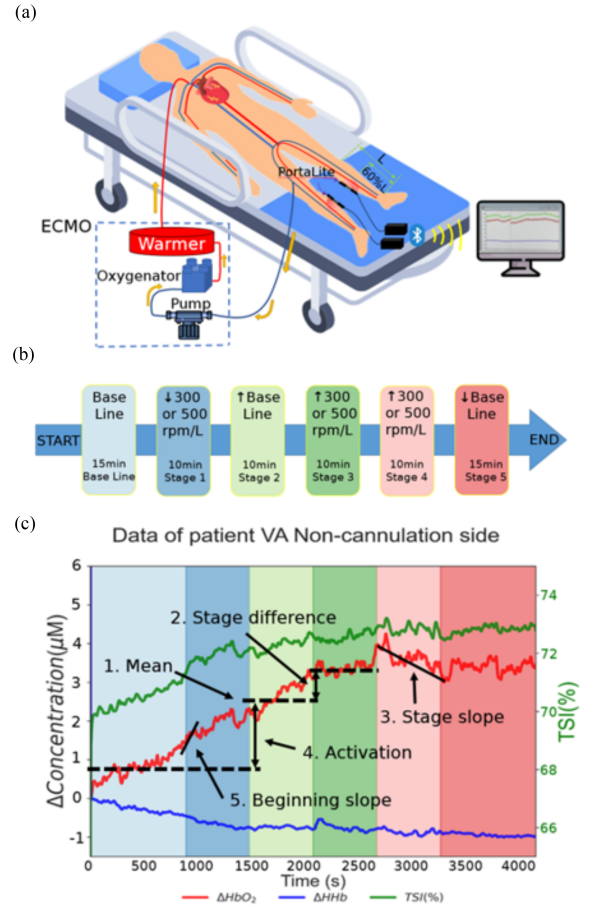 (a)
L
60%L
PortaLite
ECMO
Warmer
Oxygenator
Pump
(b)
START
Base
Line
15min
Base Line
↓300
or 500
rpm/L
10min
Stage 1
↑Base
Line
10min
Stage 2
↑300
or 500
rpm/L
10min
Stage 3
↑300
or 500
rpm/L
10min
Stage 4
↓Base
Line
10min
Stage 5
END
(c)
Data of patient VA Non-cannulation side
ΔConcentration(μM)
6
5
4
3
2
1
0
-1
74
72
70
68
66
TSI(%)
2. Stage difference
1. Mean
3. Stage slope
4. Activation
5. Beginning slope
0 500 1000 1500 2000 2500 3000 3500 4000
Time (s)
ΔHbO₂ ΔHHb TSI(%)